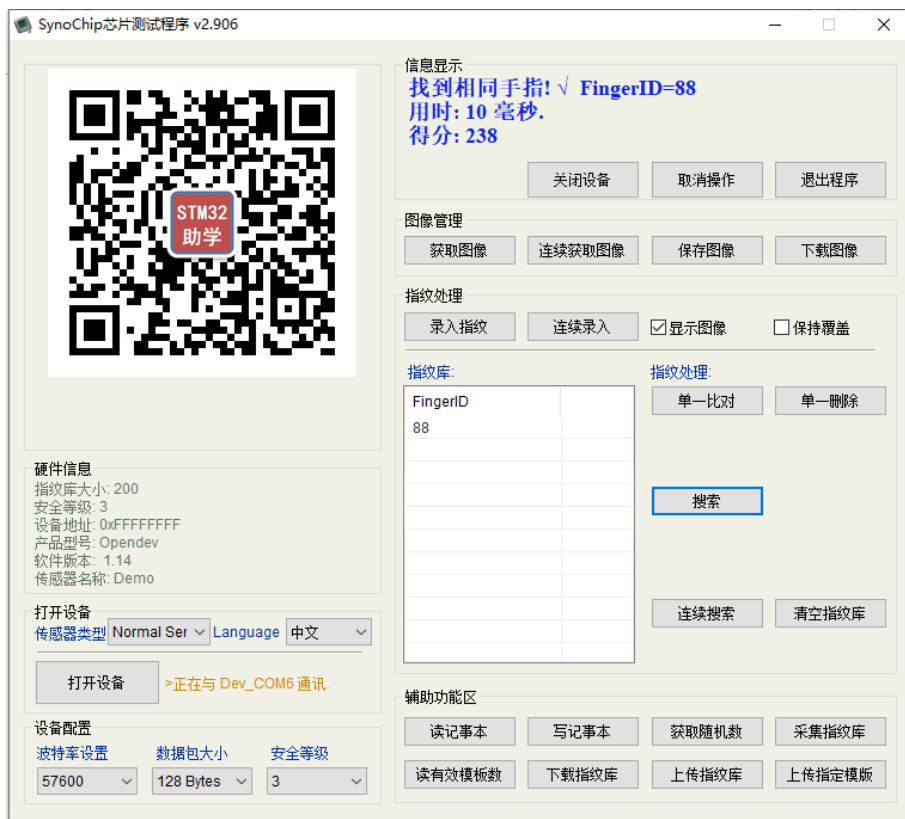 SynoChip芯片测试程序 v2.906
STM32
助学
信息显示
找到相同手指! √ FingerID=88
用时: 10 毫秒.
得分: 238
关闭设备 取消操作 退出程序
图像管理
获取图像 连续获取图像 保存图像 下载图像
指纹处理
录入指纹 连续录入 显示图像 保持覆盖
指纹库: 指纹处理:
FingerID
88
单一比对 单一删除
搜索
连续搜索 清空指纹库
硬件信息
指纹库大小: 200
安全等级: 3
设备地址: 0xFFFFFFFF
产品型号: Opendev
软件版本: 1.14
传感器名称: Demo
打开设备
传感器类型 Normal Ser Language 中文
打开设备 >正在与 Dev_COM6 通讯.
设备配置
波特率设置 数据包大小 安全等级
57600 128 Bytes 3
辅助功能区
读记事本 写记事本 获取随机数 采集指纹库
读有效模板数 下载指纹库 上传指纹库 上传指定模版